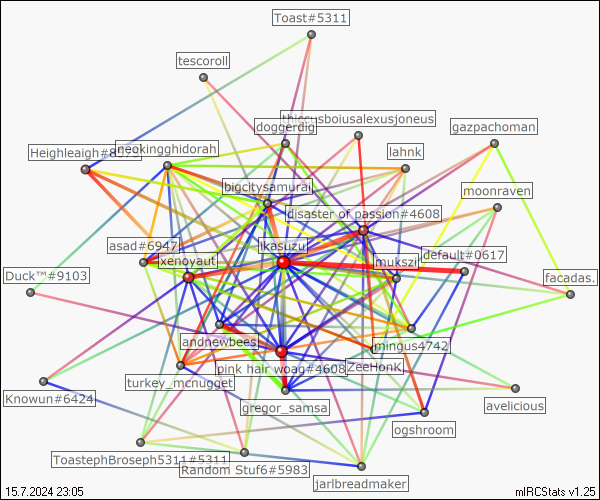 Toast#5311
tescoroll
thiccusboiusalexusjoneus
doggerdig
gazpachoman
neokingghidorah
Heighleaigh#8575
lahnk
bigcitysamurai
moonraven
disaster of passion#4608
asad#6947
ikasuzu
default#0617
xenoyaut
mukszi
Duck™#9103
facadas.
andnewbees
mingus4742
pink hair woag#4608
ZeeHonk
turkey_mcnugget
Knowun#6424
gregor_samsa
avelicious
ogshroom
ToastephBroseph5311#5311
Random Stuf6#5983
jarlbreadmaker
15.7.2024 23:05
mIRCStats v1.25